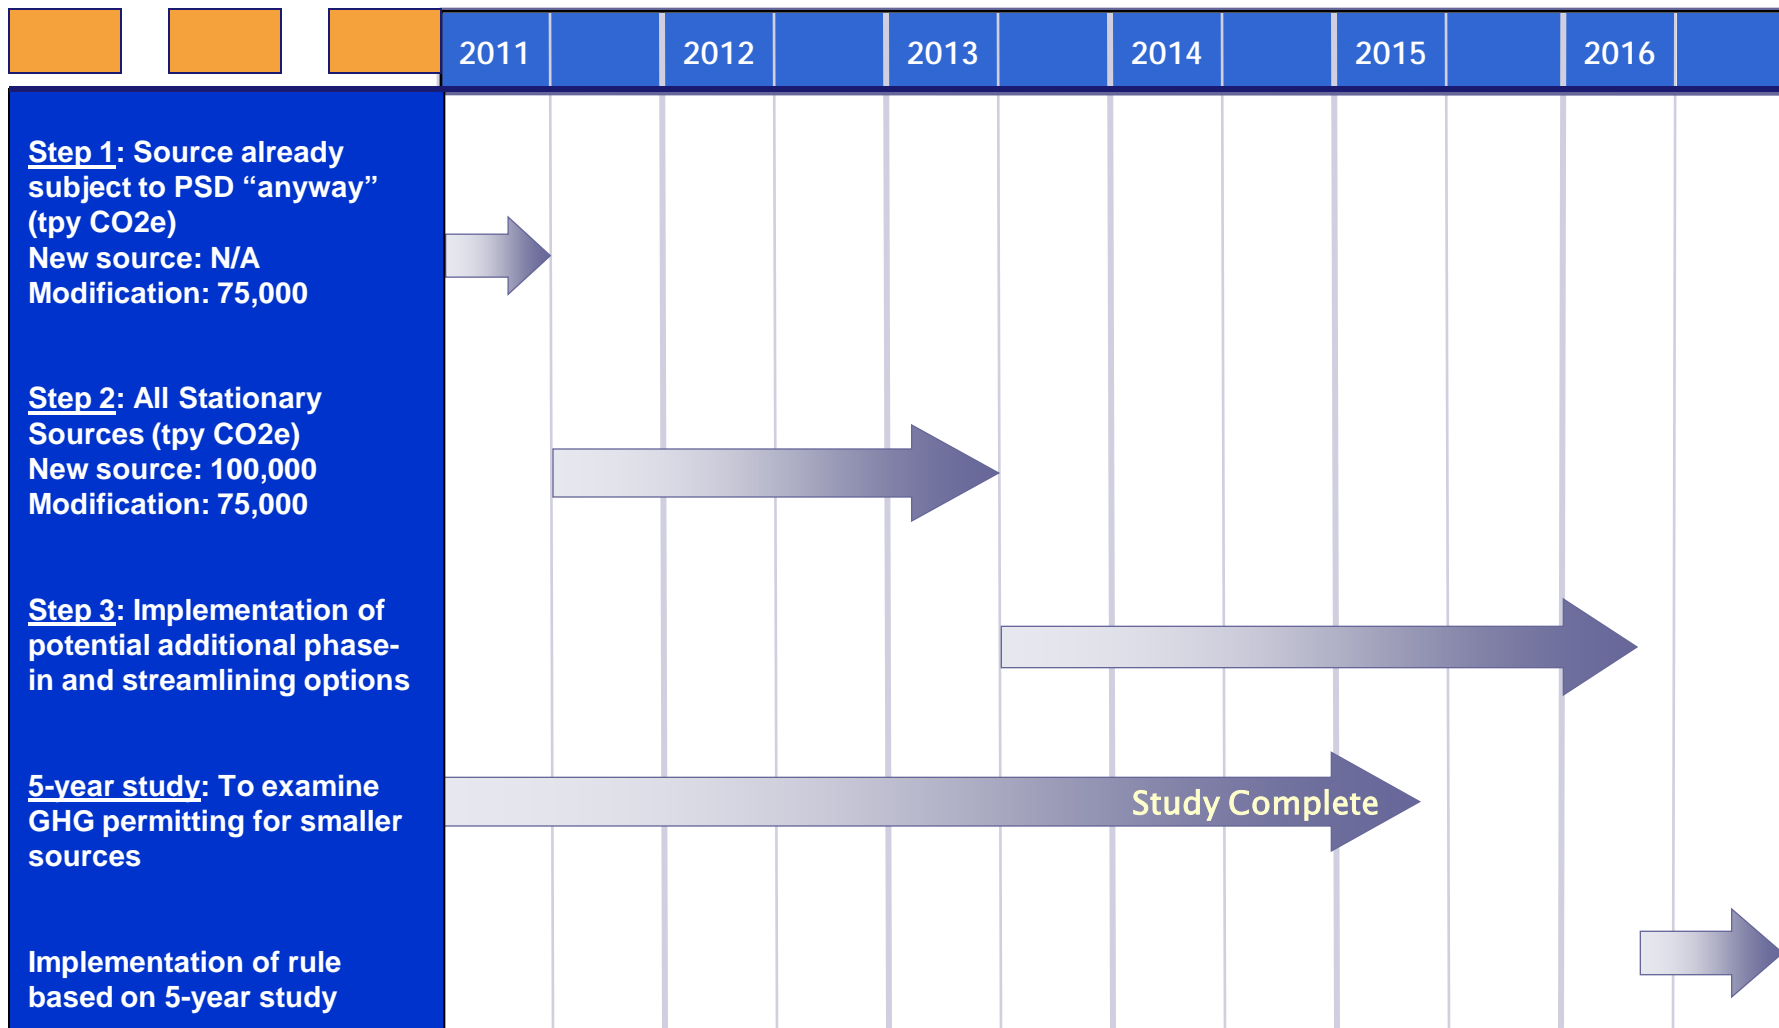 2011 2012 2013 2014 2015 2016
Step 1: Source already
subject to PSD “anyway”
(tpy CO2e)
New source: N/A
Modification: 75,000
Step 2: All Stationary
Sources (tpy CO2e)
New source: 100,000
Modification: 75,000
Step 3: Implementation of
potential additional phase-
in and streamlining options
5-year study: To examine
GHG permitting for smaller
sources
Study Complete
Implementation of rule
based on 5-year study